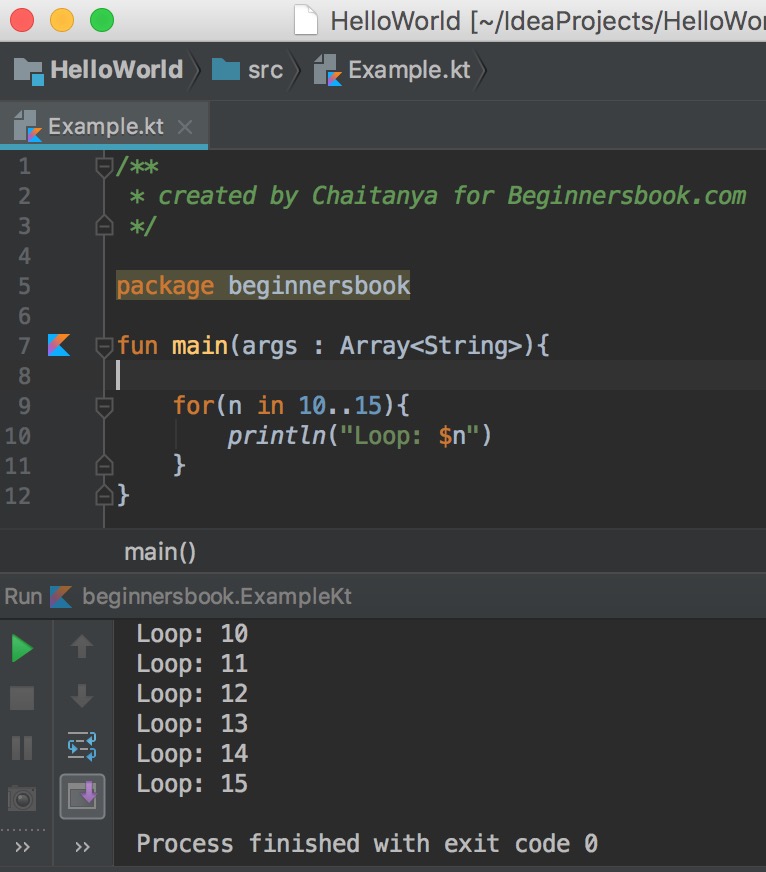 HelloWorld [~/IdeaProjects/HelloWor
HelloWorld src Example.kt
Example.kt
1 /**
2 * created by Chaitanya for Beginnersbook.com
3 */
4
5 package beginnersbook
6
7 fun main(args : Array<String>){
8
9 for(n in 10..15){
10 println("Loop: $n")
11 }
12 }
main()
Run beginnersbook.ExampleKt
Loop: 10
Loop: 11
Loop: 12
Loop: 13
Loop: 14
Loop: 15
Process finished with exit code 0